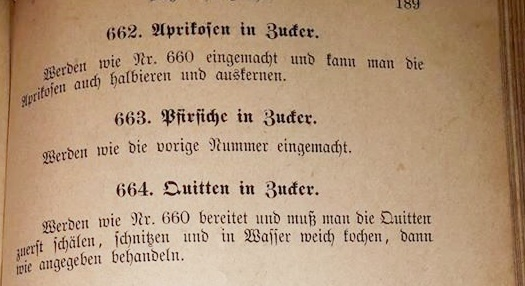 189
662. Aprikosen in Zucker.
Werden wie Nr. 660 eingemacht und kann man die
Aprikosen auch halbieren und auskernen.
663. Pfirsiche in Zucker.
Werden wie die vorige Nummer eingemacht.
664. Quitten in Zucker.
Werden wie Nr. 660 bereitet und muß man die Quitten
zuerst schälen, schnitzen und in Wasser weich kochen, dann
wie angegeben behandeln.